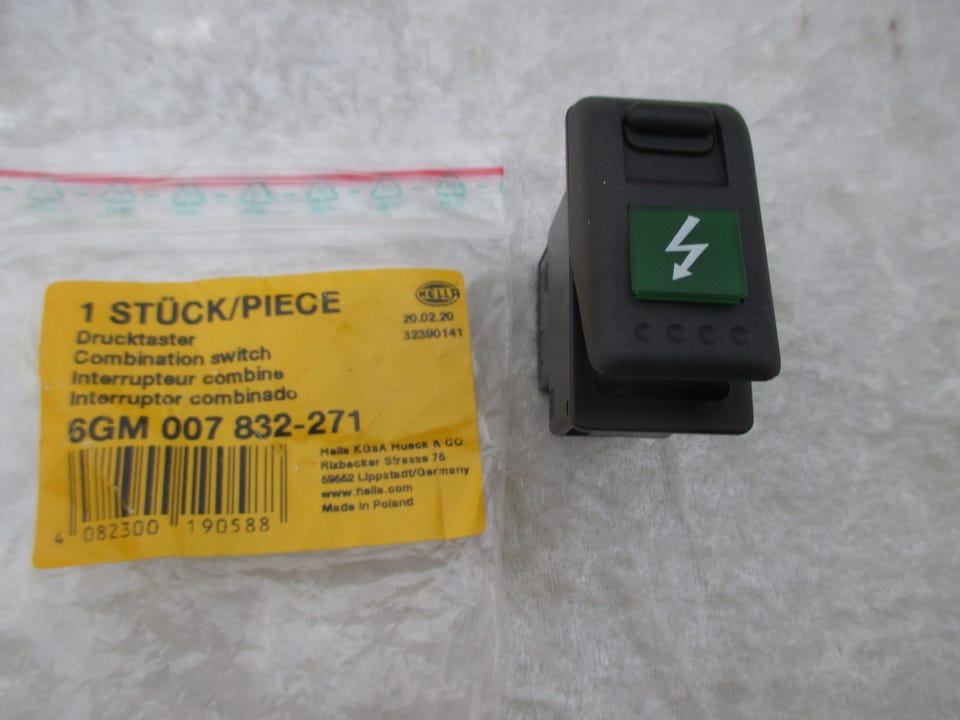 1 STÜCK/PIECE
HELLA
20.02.20
32390141
Drucktaster
Combination switch
Interrupteur combine
Interruptor combinado
6GM 007 832-271
Hella KGaA Hueck & CO
Rixbecker Strasse 75
59552 Lippstadt/Germany
www.hella.com
Made in Poland
4 082300 190588